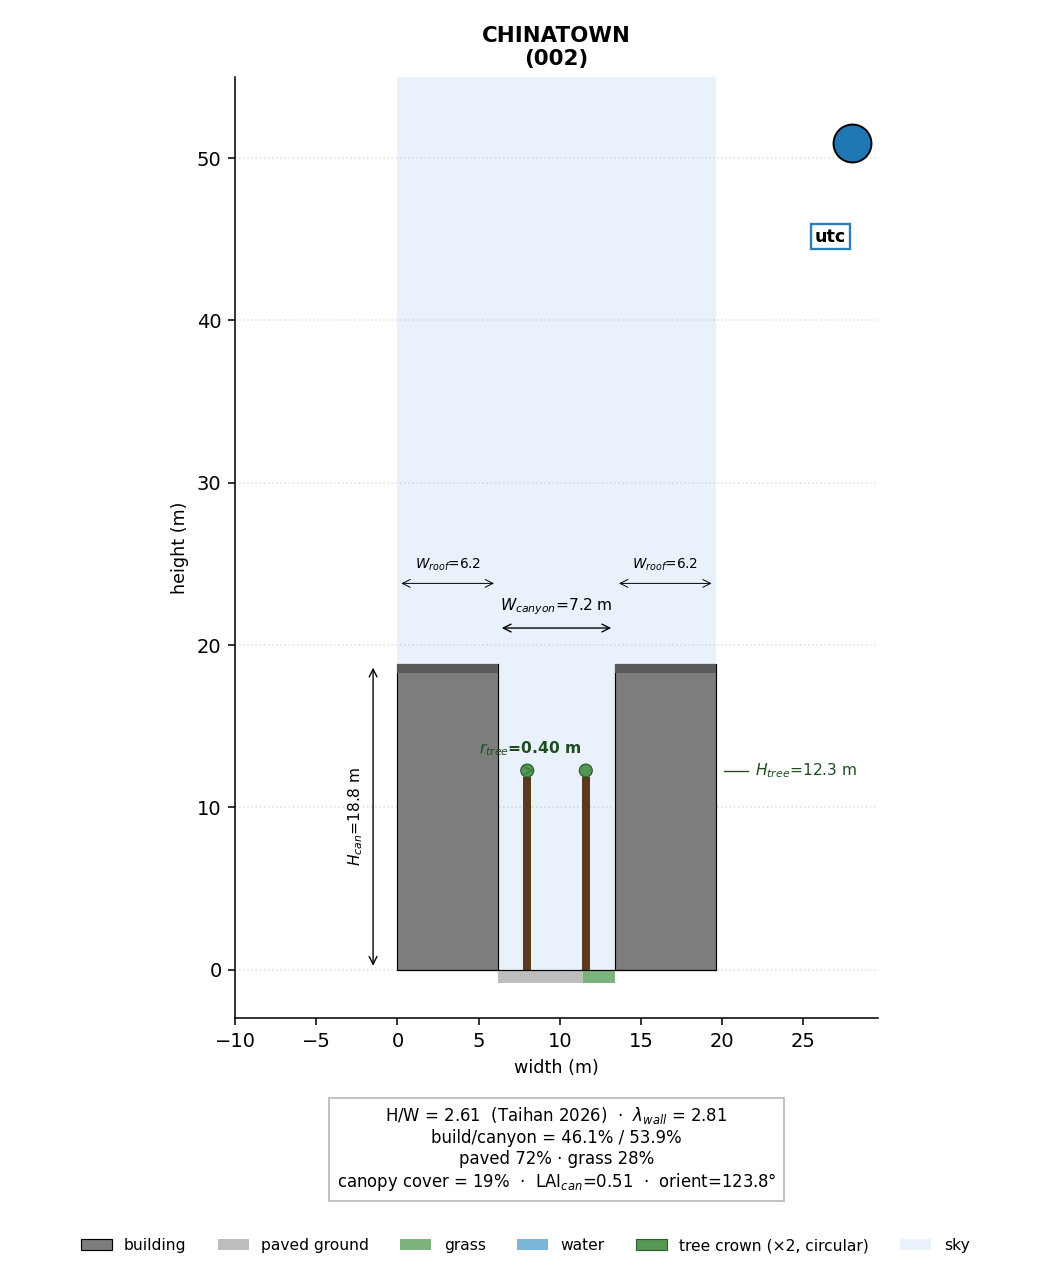 CHINATOWN
(002)
50
utc
40
30
height (m)
W_roof=6.2
W_roof=6.2
W_canyon=7.2 m
20
r_tree=0.40 m
H_tree=12.3 m
H_can=18.8 m
10
0
−10 −5 0 5 10 15 20 25
width (m)
H/W = 2.61 (Taihan 2026) · λ_wall = 2.81
build/canyon = 46.1% / 53.9%
paved 72% · grass 28%
canopy cover = 19% · LAI_can=0.51 · orient=123.8°
building paved ground grass water tree crown (×2, circular) sky